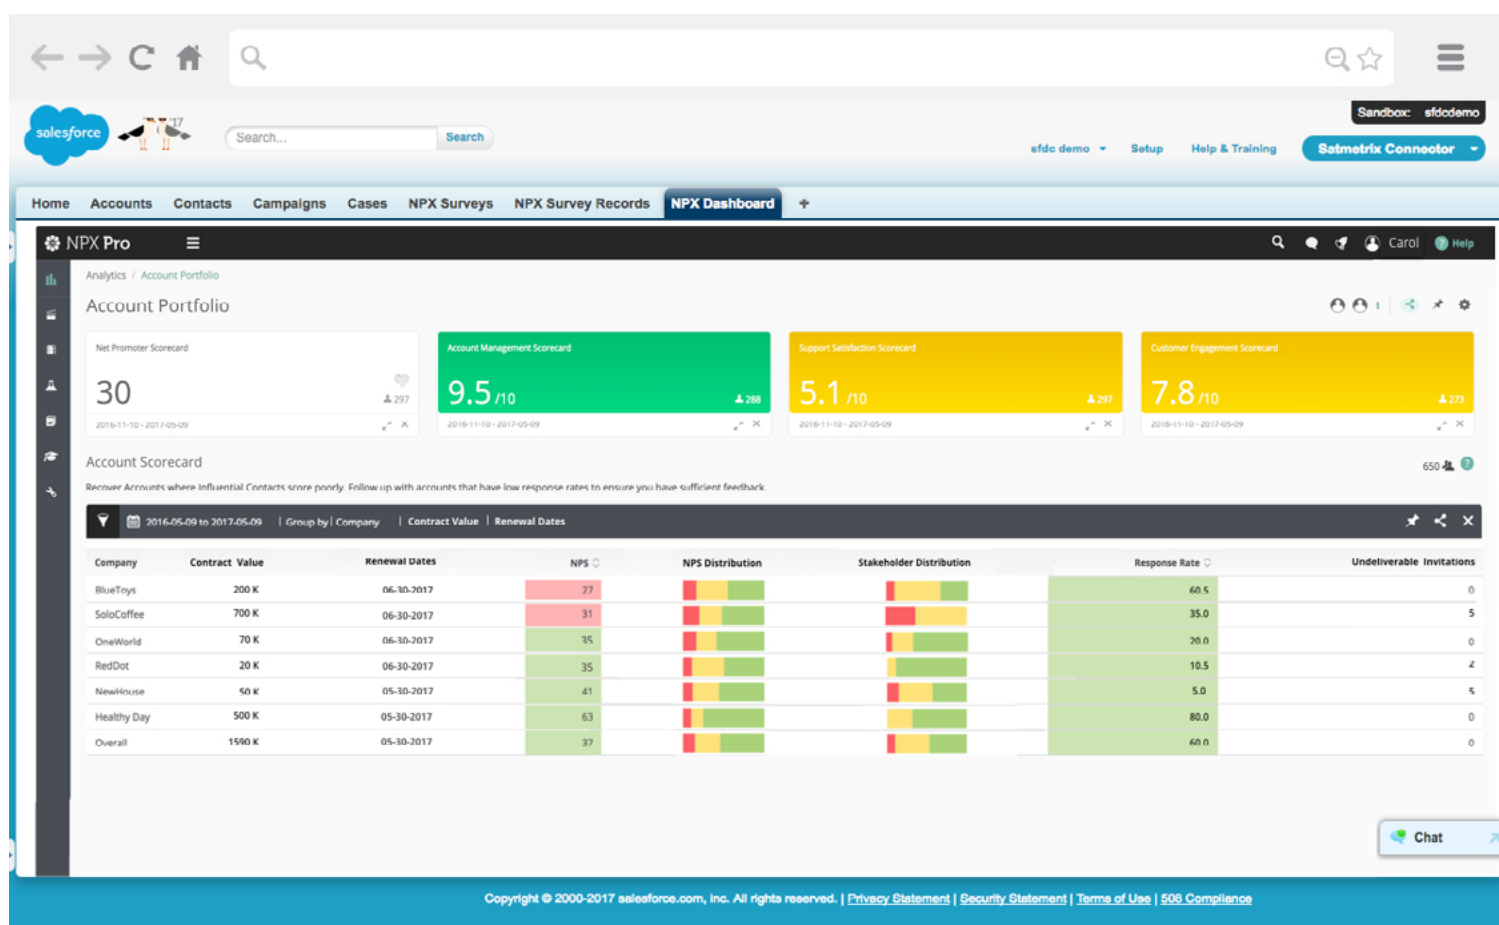 salesforce
'17
Search...
Search
Sandbox: sfdcdemo
sfdc demo
Setup
Help & Training
Satmetrix Connector
Home
Accounts
Contacts
Campaigns
Cases
NPX Surveys
NPX Survey Records
NPX Dashboard
+
NPX Pro
Carol
? Help
Analytics / Account Portfolio
Account Portfolio
1
Net Promoter Scorecard
30
297
2016-11-10 - 2017-05-09
Account Management Scorecard
9.5 /10
288
2016-11-10 - 2017-05-09
Support Satisfaction Scorecard
5.1 /10
297
2016-11-10 - 2017-05-09
Customer Engagement Scorecard
7.8 /10
273
2016-11-10 - 2017-05-09
Account Scorecard
650 ?
Recover Accounts where Influential Contacts score poorly. Follow up with accounts that have low response rates to ensure you have sufficient feedback.
2016-05-09 to 2017-05-09 | Group by | Company | Contract Value | Renewal Dates
Company Contract Value Renewal Dates NPS NPS Distribution Stakeholder Distribution Response Rate Undeliverable Invitations
BlueToys 200 K 06-30-2017 27 60.5 0
SoloCoffee 700 K 06-30-2017 31 35.0 5
OneWorld 70 K 06-30-2017 35 20.0 0
RedDot 20 K 06-30-2017 35 10.5 2
NewHouse 50 K 05-30-2017 41 5.0 5
Healthy Day 500 K 05-30-2017 63 80.0 0
Overall 1590 K 05-30-2017 37 60.0 0
Chat
Copyright © 2000-2017 salesforce.com, inc. All rights reserved. | Privacy Statement | Security Statement | Terms of Use | 508 Compliance